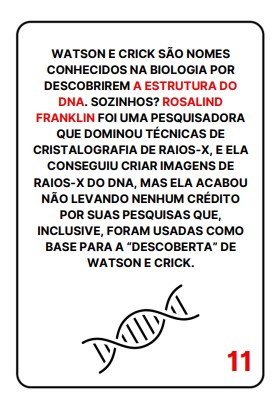 WATSON E CRICK SÃO NOMES
CONHECIDOS NA BIOLOGIA POR
DESCOBRIREM A ESTRUTURA DO
DNA. SOZINHOS? ROSALIND
FRANKLIN FOI UMA PESQUISADORA
QUE DOMINOU TÉCNICAS DE
CRISTALOGRAFIA DE RAIOS-X, E ELA
CONSEGUIU CRIAR IMAGENS DE
RAIOS-X DO DNA, MAS ELA ACABOU
NÃO LEVANDO NENHUM CRÉDITO
POR SUAS PESQUISAS QUE,
INCLUSIVE, FORAM USADAS COMO
BASE PARA A “DESCOBERTA” DE
WATSON E CRICK.
11